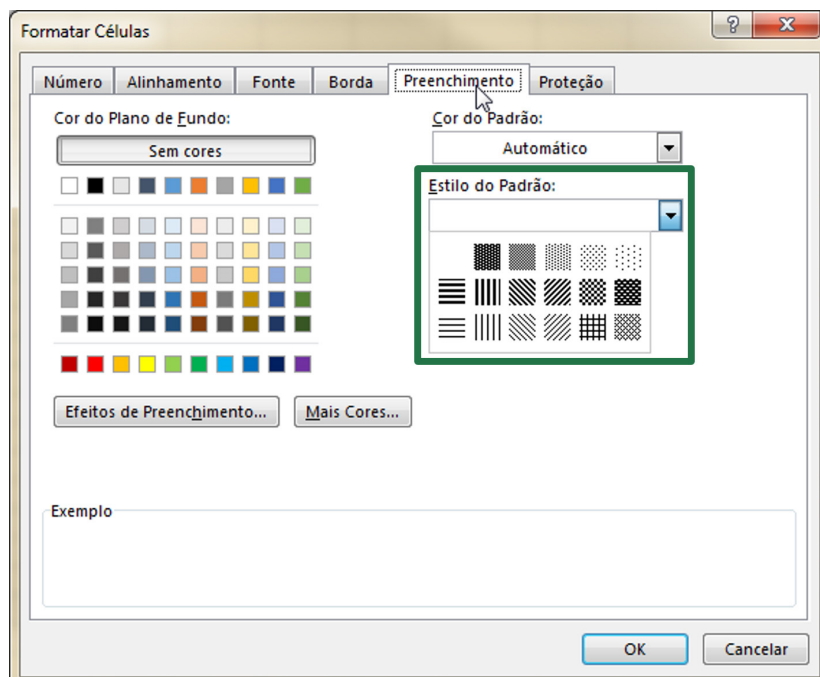 Formatar Células
?
Número Alinhamento Fonte Borda Preenchimento Proteção
Cor do Plano de Fundo:
Sem cores
Cor do Padrão:
Automático
Estilo do Padrão:
Efeitos de Preenchimento...
Mais Cores...
Exemplo
OK
Cancelar